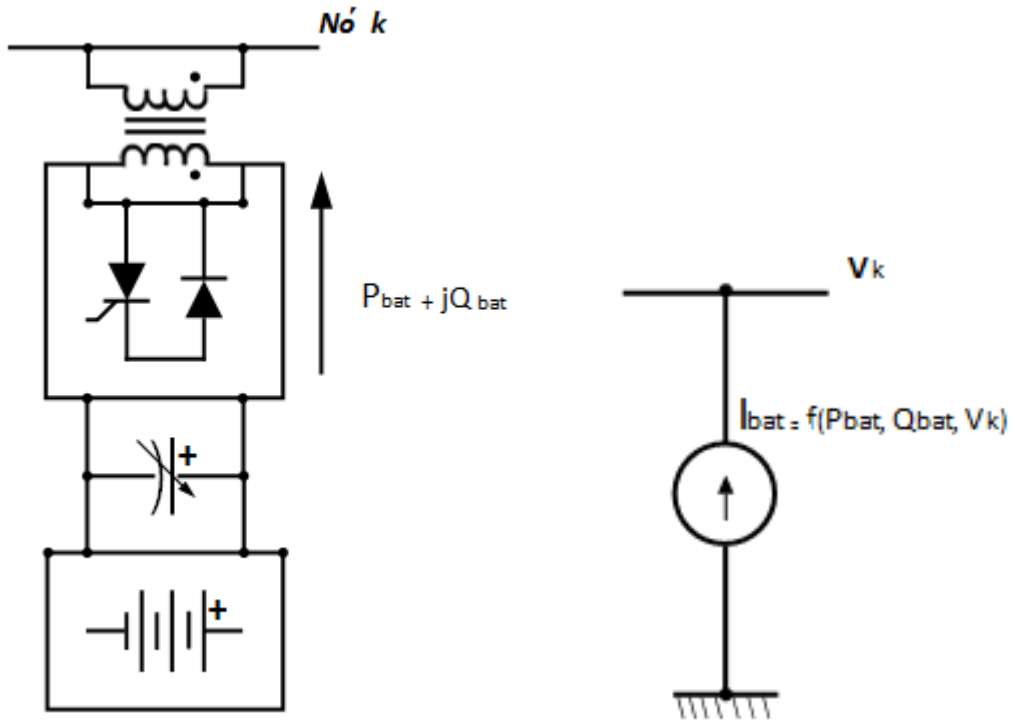 Nó k
Pbat + jQ bat
+
+
Vk
Ibat = f(Pbat, Qbat, Vk)